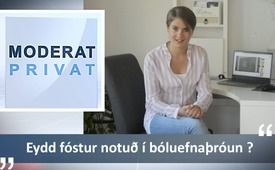 MODERAT
PRIVAT
Eydd fóstur notuð í bóluefnaþróun ?